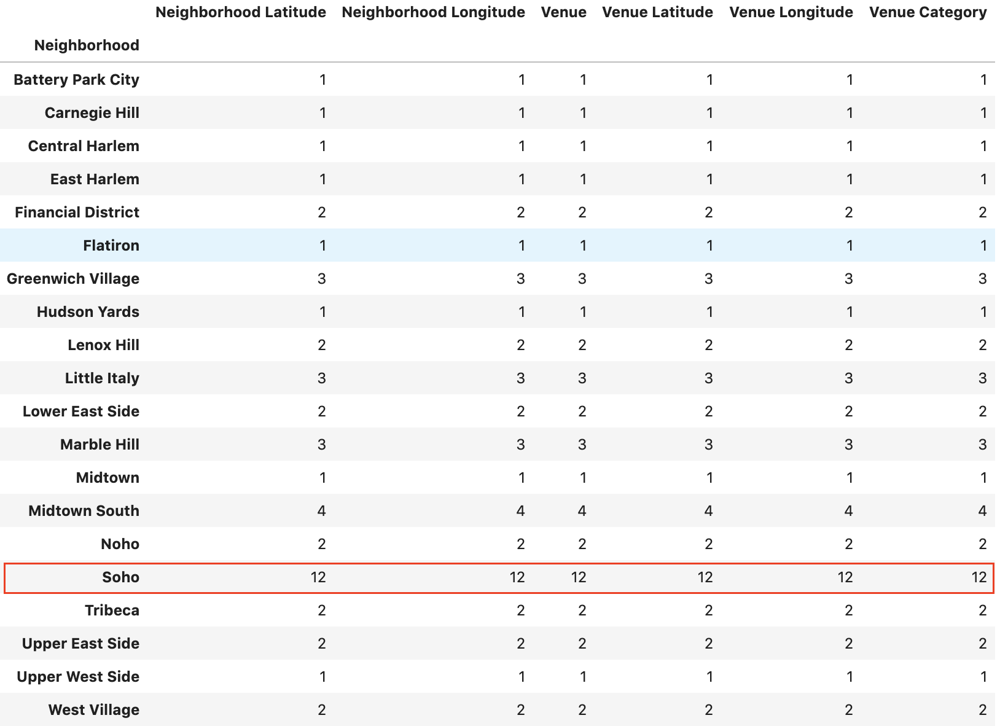 Neighborhood Latitude Neighborhood Longitude Venue Venue Latitude Venue Longitude Venue Category
Neighborhood
Battery Park City 1 1 1 1 1 1
Carnegie Hill 1 1 1 1 1 1
Central Harlem 1 1 1 1 1 1
East Harlem 1 1 1 1 1 1
Financial District 2 2 2 2 2 2
Flatiron 1 1 1 1 1 1
Greenwich Village 3 3 3 3 3 3
Hudson Yards 1 1 1 1 1 1
Lenox Hill 2 2 2 2 2 2
Little Italy 3 3 3 3 3 3
Lower East Side 2 2 2 2 2 2
Marble Hill 3 3 3 3 3 3
Midtown 1 1 1 1 1 1
Midtown South 4 4 4 4 4 4
Noho 2 2 2 2 2 2
Soho 12 12 12 12 12 12
Tribeca 2 2 2 2 2 2
Upper East Side 2 2 2 2 2 2
Upper West Side 1 1 1 1 1 1
West Village 2 2 2 2 2 2